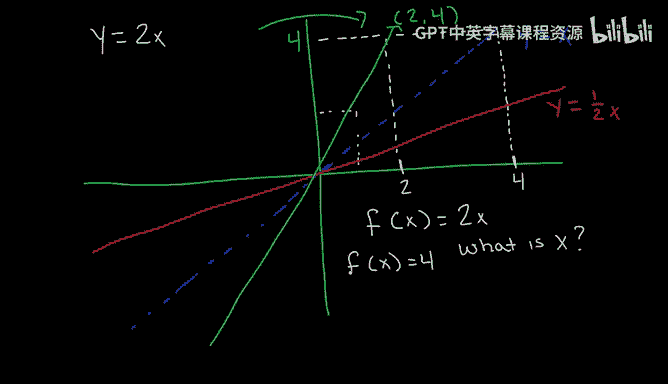 y = 2x
(2,4)
GPT中英字幕课程资源
bilibili
4
y = 1/2 x
2
4
f(x) = 2x
f(x) = 4 what is x?